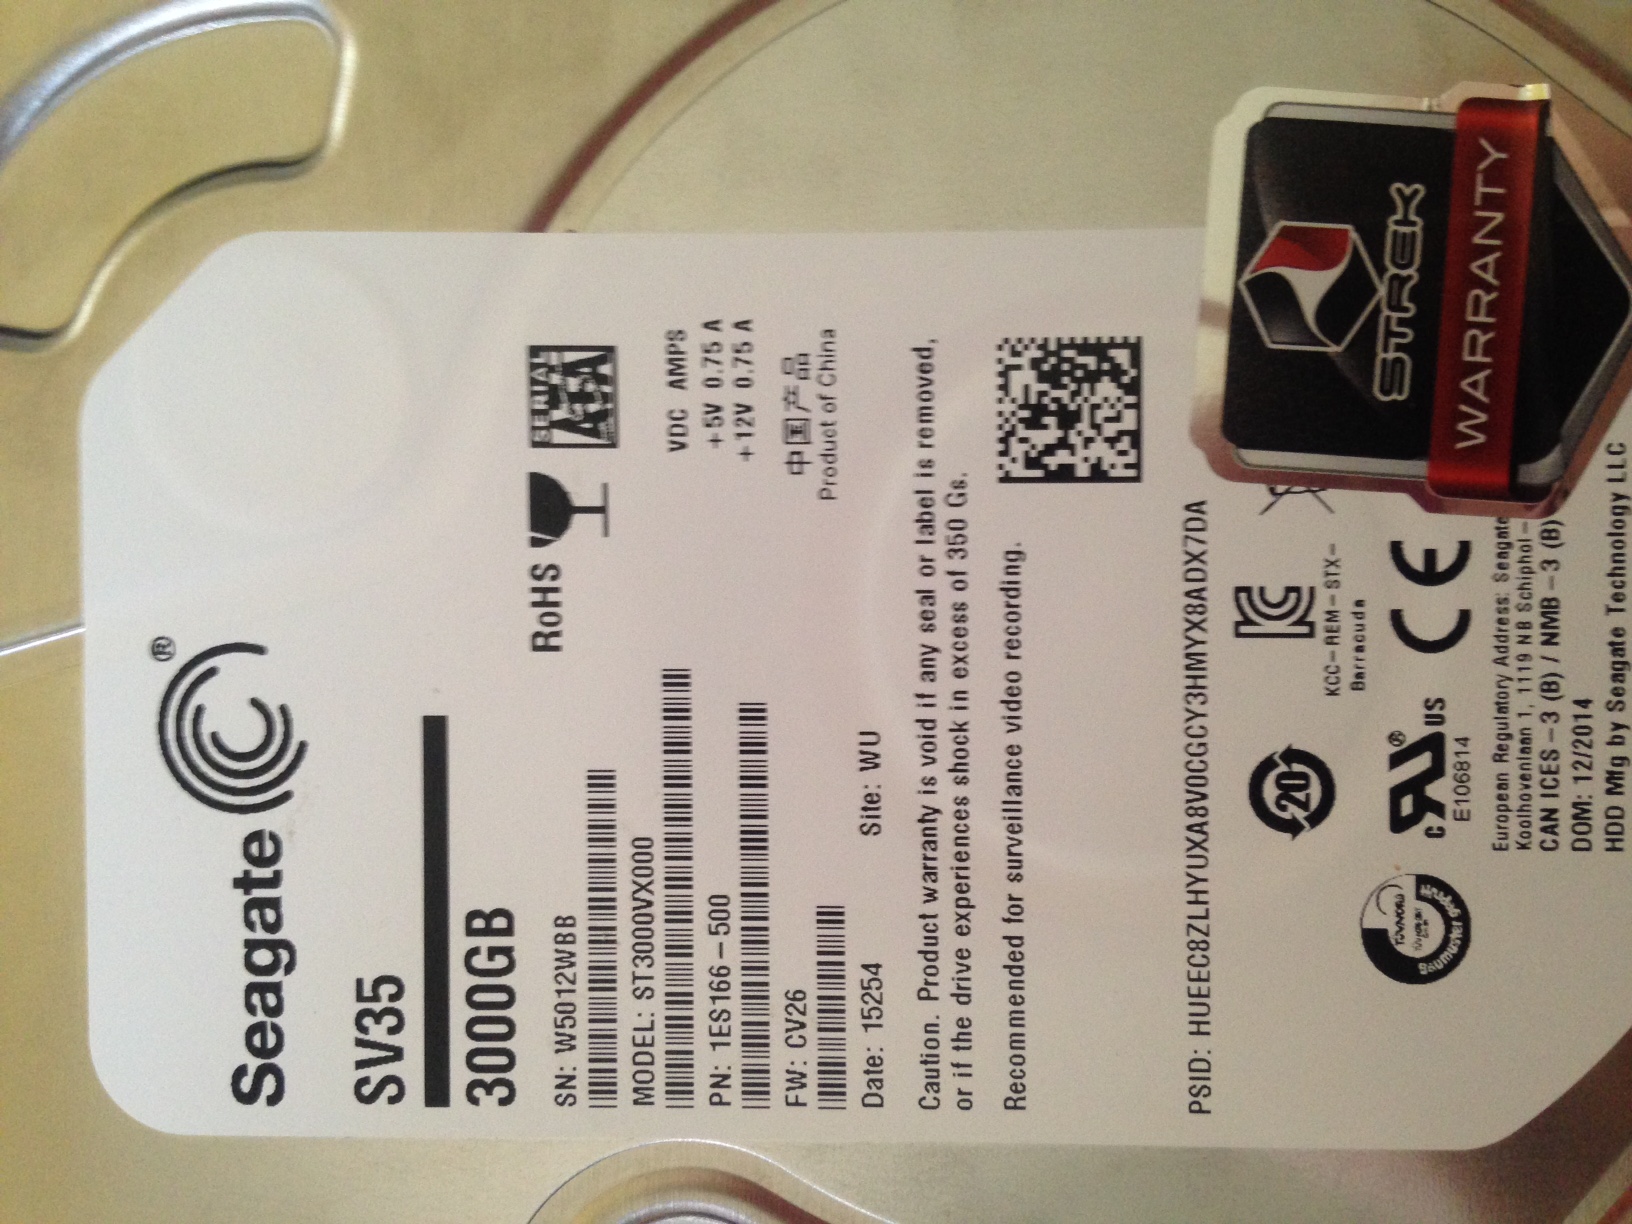 Seagate®
SV35
3000GB
SN: W5012WBB
MODEL: ST3000VX000
PN: 1ES166-500
FW: CV26
Date: 15254 Site: WU
RoHS
SERIAL
ATA
VDC AMPS
+5V 0.75 A
+12V 0.75 A
中国产品
Product of China
Caution. Product warranty is void if any seal or label is removed,
or if the drive experiences shock in excess of 350 Gs.
Recommended for surveillance video recording.
PSID: HUEEC8ZLHYUXA8V0CGCY3HMYX8ADX7DA
20
KCC-REM-STX-
Barracuda
c RU® US
E106814
CE
TÜVNORD
European Regulatory Address: Seagate
Koolhovenlaan 1, 1119 NB Schiphol-
CAN ICES-3 (B) / NMB-3 (B)
DOM: 12/2014
HDD Mfg by Seagate Technology LLC
STREK
WARRANTY